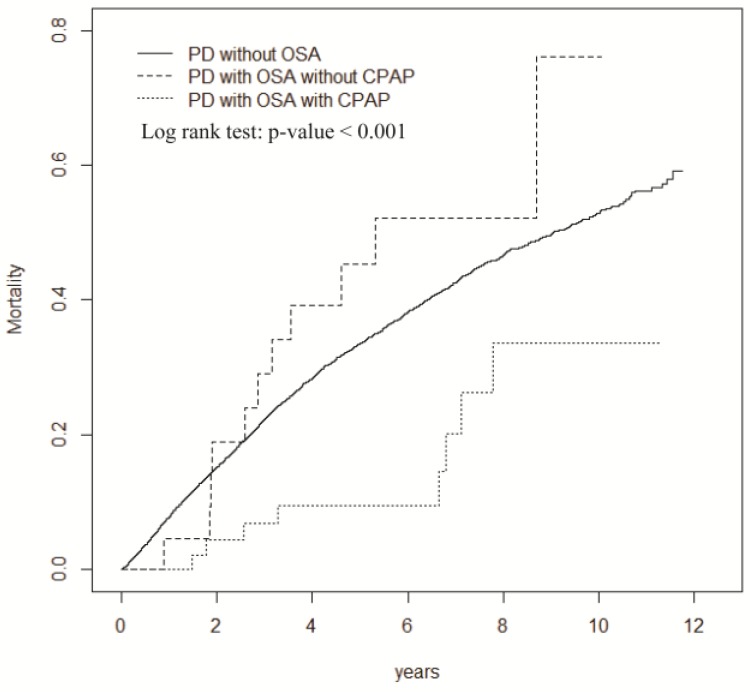 PD without OSA
PD with OSA without CPAP
PD with OSA with CPAP
Log rank test: p-value < 0.001
Mortality
0.8
0.6
0.4
0.2
0.0
0 2 4 6 8 10 12
years